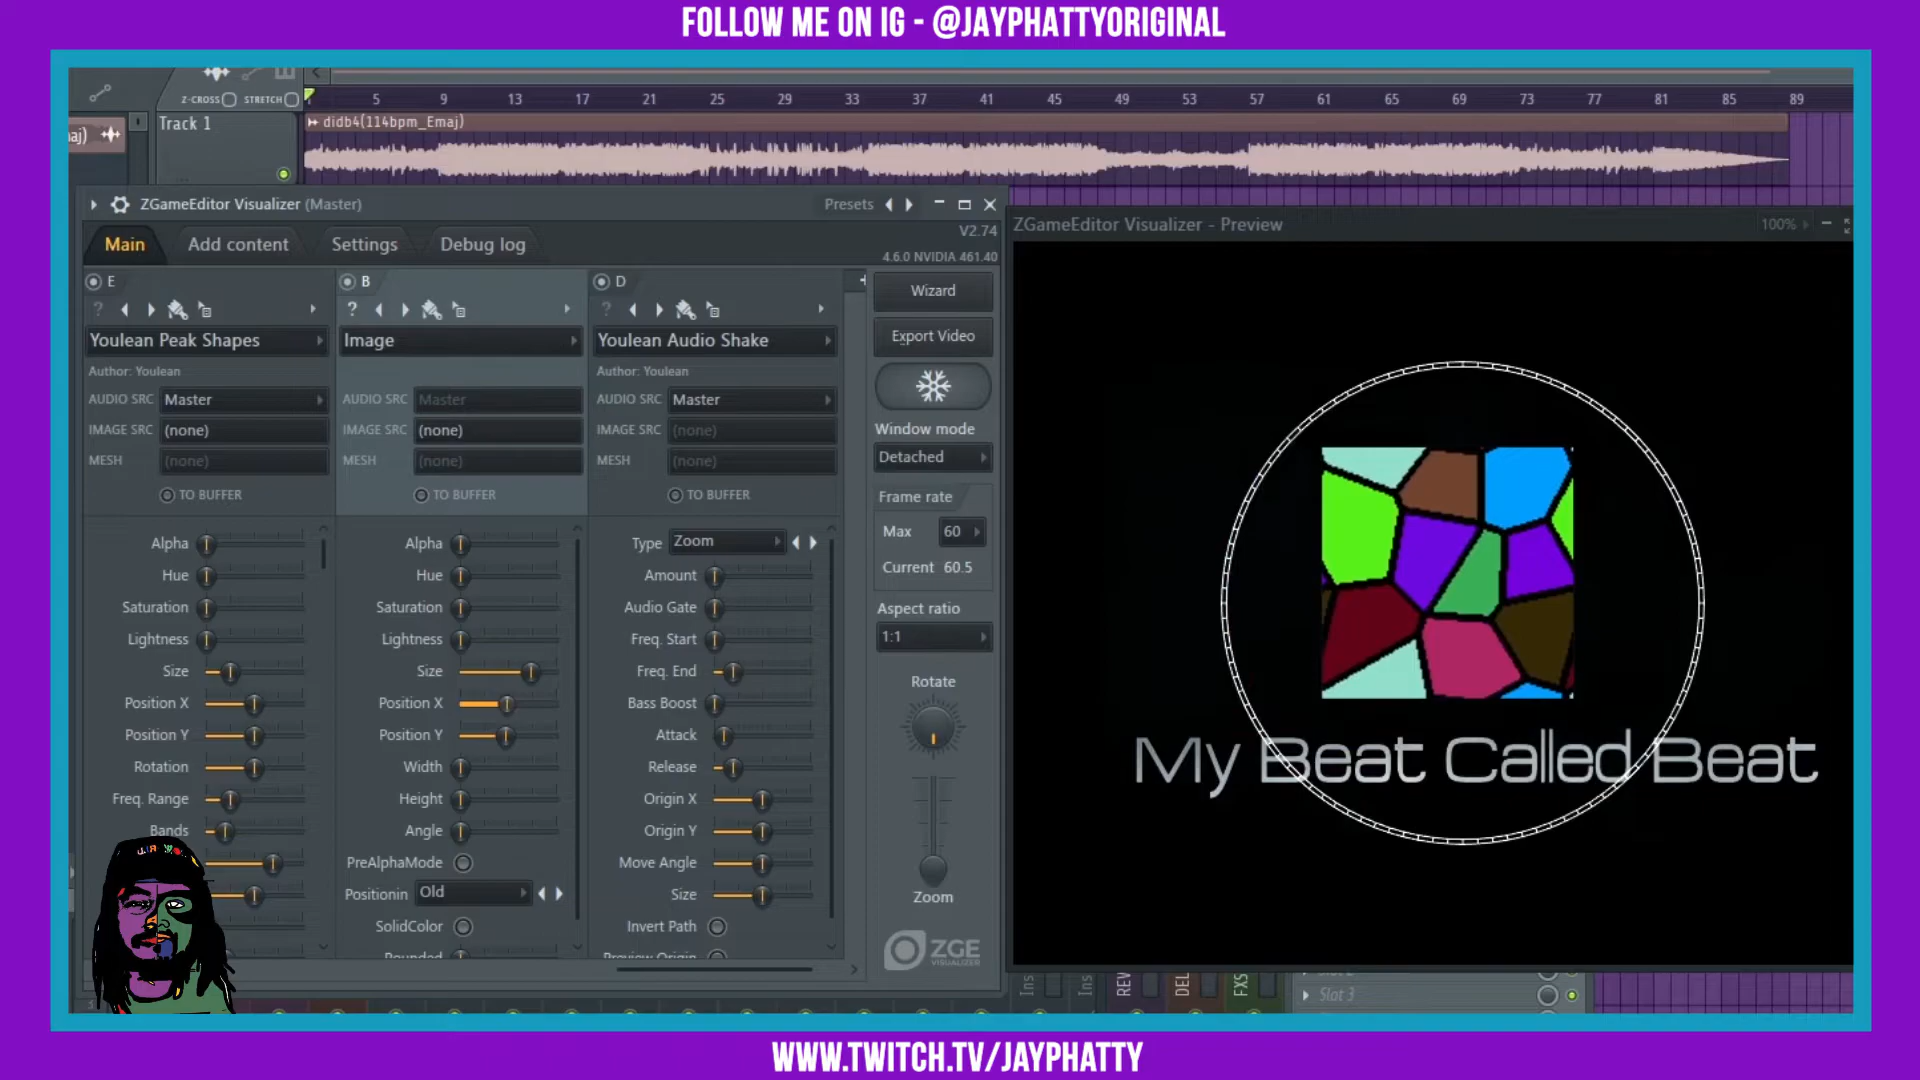 FOLLOW ME ON IG - @JAYPHATTYORIGINAL
Z-CROSS STRETCH
5 9 13 17 21 25 29 33 37 41 45 49 53 57 61 65 69 73 77 81 85 89
aj) Track 1
didb4(114bpm_Emaj)
ZGameEditor Visualizer (Master) Presets
ZGameEditor Visualizer - Preview 100%
Main Add content Settings Debug log V2.74
4.6.0 NVIDIA 461.40
E B D
Wizard
? ? ?
Youlean Peak Shapes Image Youlean Audio Shake Export Video
Author: Youlean Author: Youlean
AUDIO SRC Master AUDIO SRC Master AUDIO SRC Master
IMAGE SRC (none) IMAGE SRC (none) IMAGE SRC (none) Window mode
MESH (none) MESH (none) MESH (none) Detached
TO BUFFER TO BUFFER TO BUFFER Frame rate
Alpha Alpha Type Zoom Max 60
Hue Hue Amount Current 60.5
Saturation Saturation Audio Gate Aspect ratio
Lightness Lightness Freq. Start 1:1
Size Size Freq. End Rotate
Position X Position X Bass Boost
Position Y Position Y Attack
Rotation Width Release
Freq. Range Height Origin X
Bands Angle Origin Y
PreAlphaMode Move Angle
Positionin Old Size Zoom
SolidColor Invert Path
Rounded Preview Origin
ZGE
VISUALIZER
My Beat Called Beat
Ins Ins REV DEL FXS
Slot 3
WWW.TWITCH.TV/JAYPHATTY